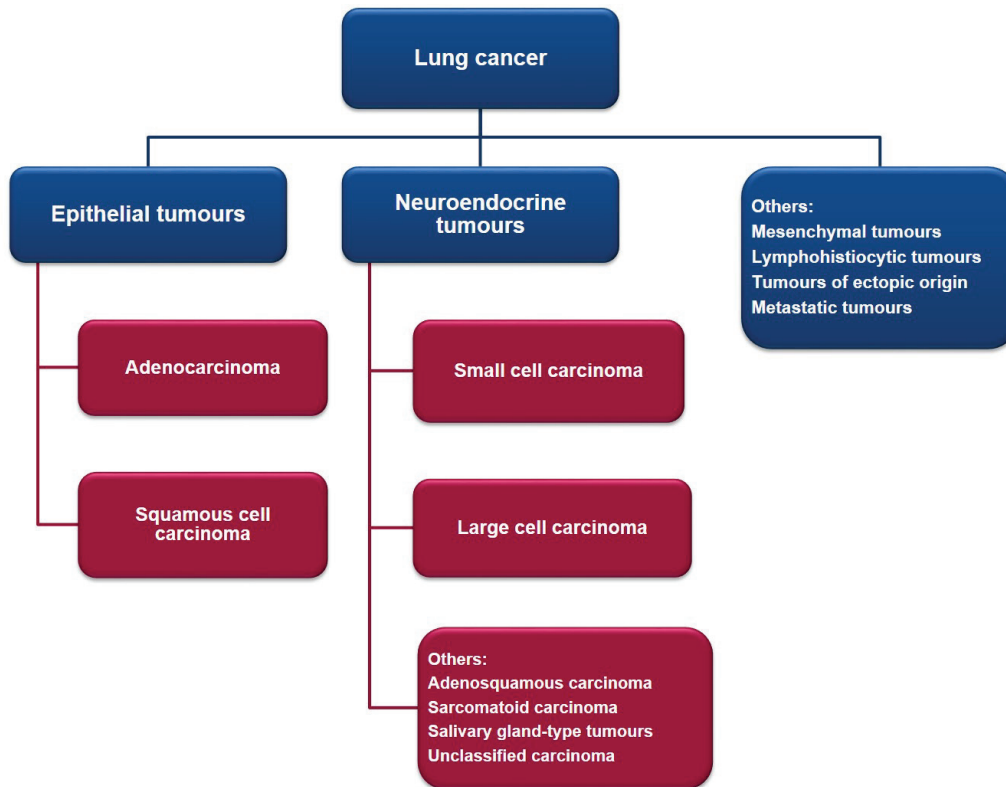 Lung cancer
Epithelial tumours
Neuroendocrine
tumours
Others:
Mesenchymal tumours
Lymphohistiocytic tumours
Tumours of ectopic origin
Metastatic tumours
Adenocarcinoma
Squamous cell
carcinoma
Small cell carcinoma
Large cell carcinoma
Others:
Adenosquamous carcinoma
Sarcomatoid carcinoma
Salivary gland-type tumours
Unclassified carcinoma